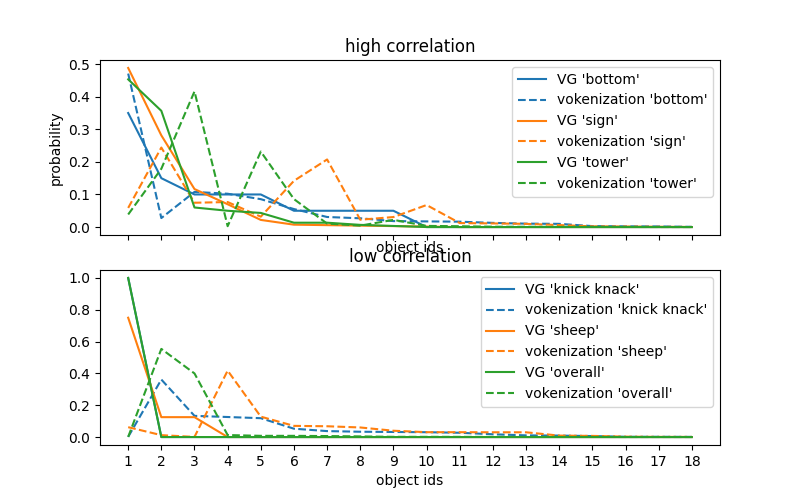 high correlation
probability
0.5
0.4
0.3
0.2
0.1
0.0
VG 'bottom'
vokenization 'bottom'
VG 'sign'
vokenization 'sign'
VG 'tower'
vokenization 'tower'
object ids
low correlation
1.0
0.8
0.6
0.4
0.2
0.0
VG 'knick knack'
vokenization 'knick knack'
VG 'sheep'
vokenization 'sheep'
VG 'overall'
vokenization 'overall'
1 2 3 4 5 6 7 8 9 10 11 12 13 14 15 16 17 18
object ids